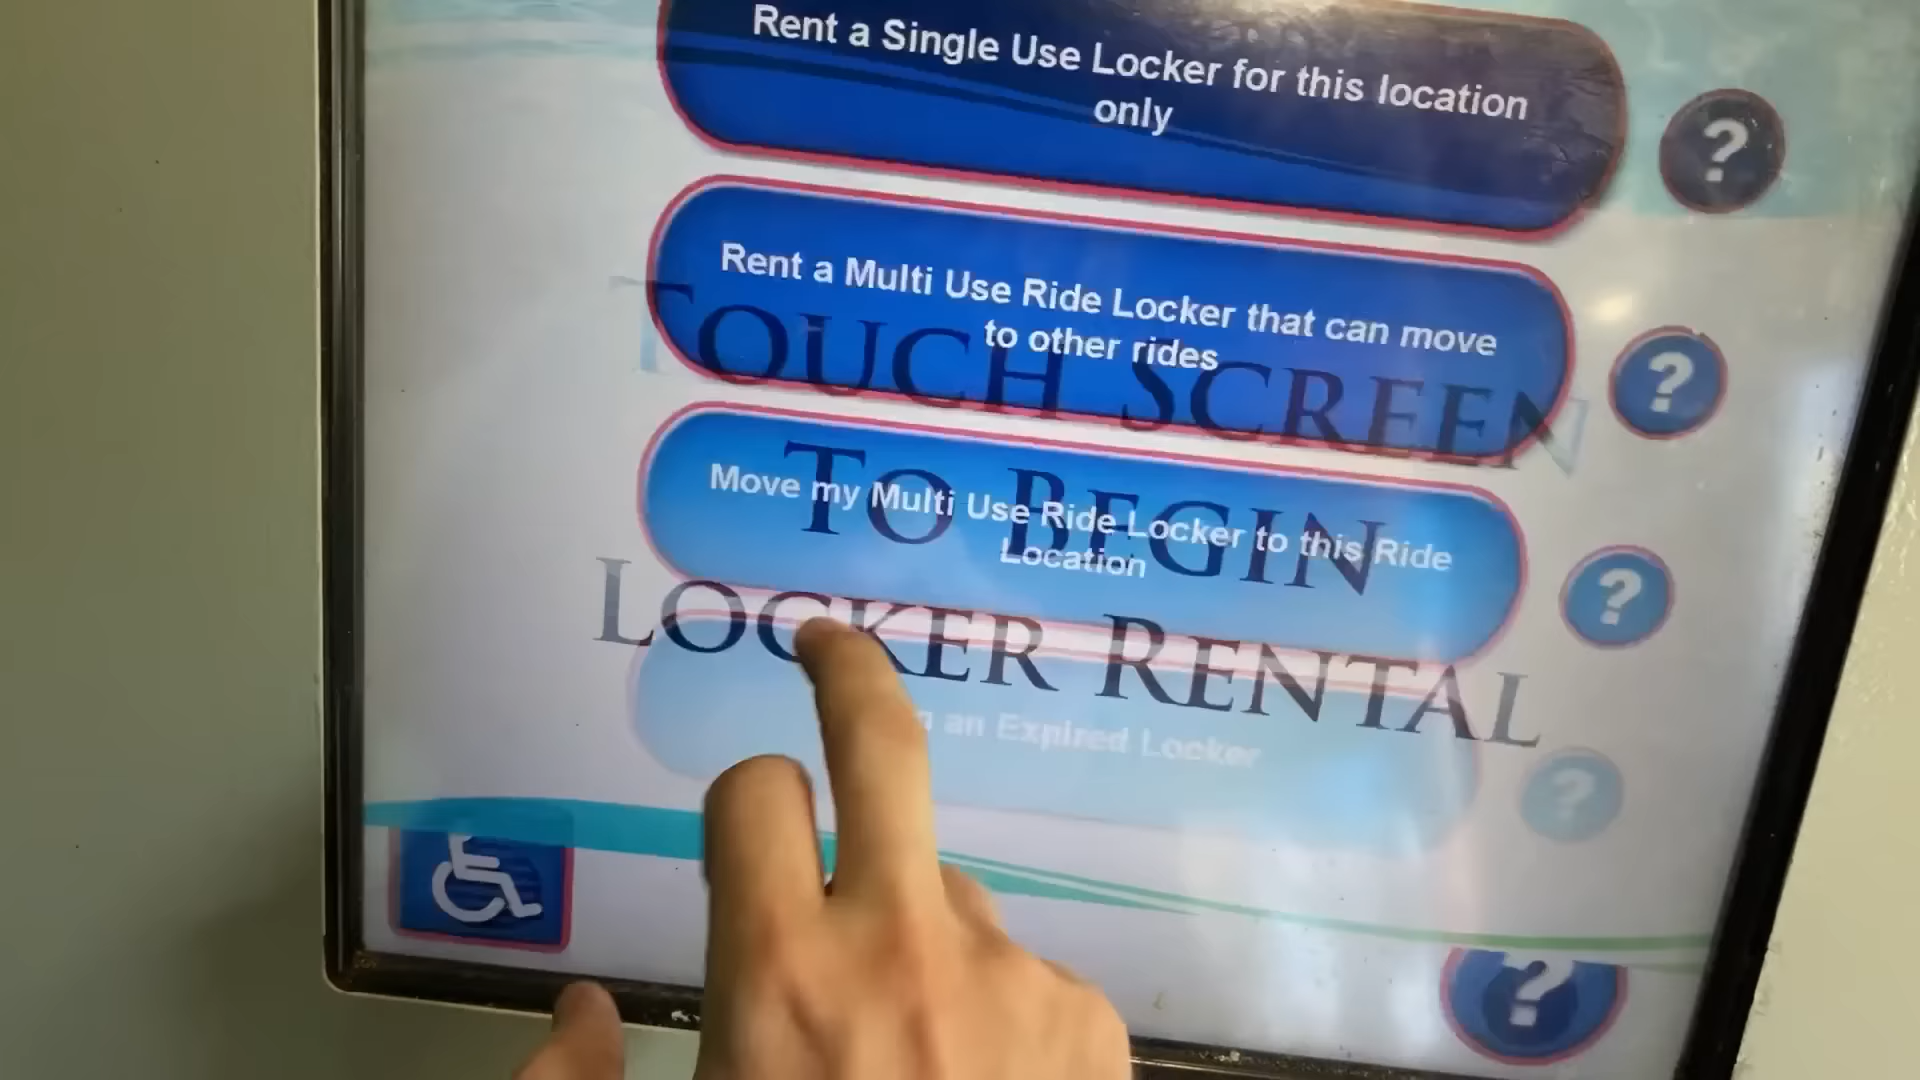 Rent a Single Use Locker for this location
only
?
Rent a Multi Use Ride Locker that can move
to other rides
?
TOUCH SCREEN
TO BEGIN
LOCKER RENTAL
Move my Multi Use Ride Locker to this Ride
Location
?
an Expired Locker
?
?